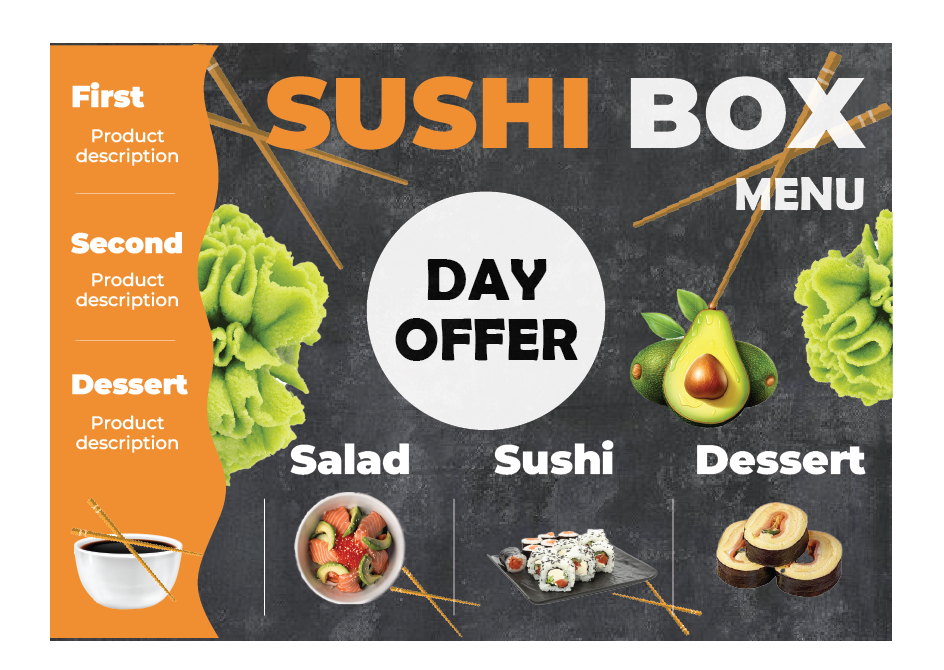 First
Product
description
Second
Product
description
Dessert
Product
description
SUSHI BOX
MENU
DAY
OFFER
Salad
Sushi
Dessert